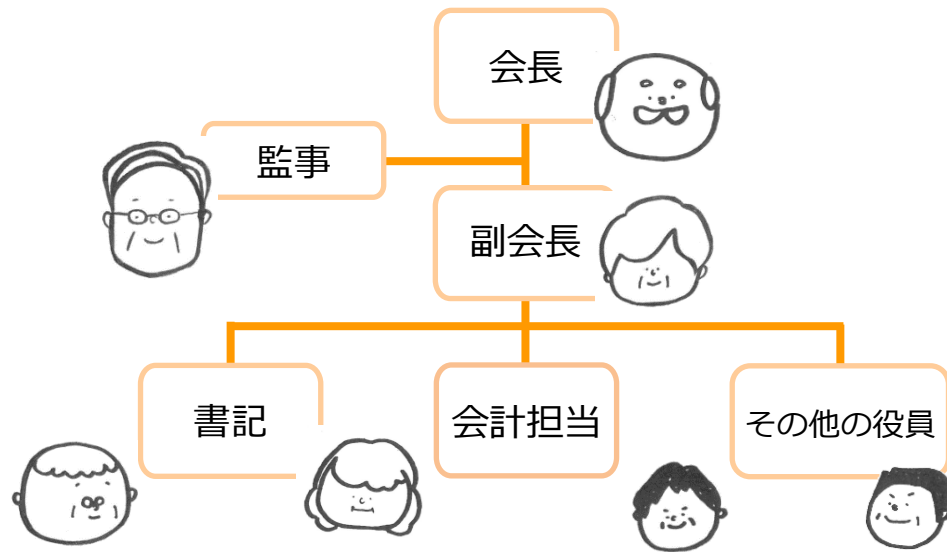 会長
監事
副会長
書記
会計担当
その他の役員